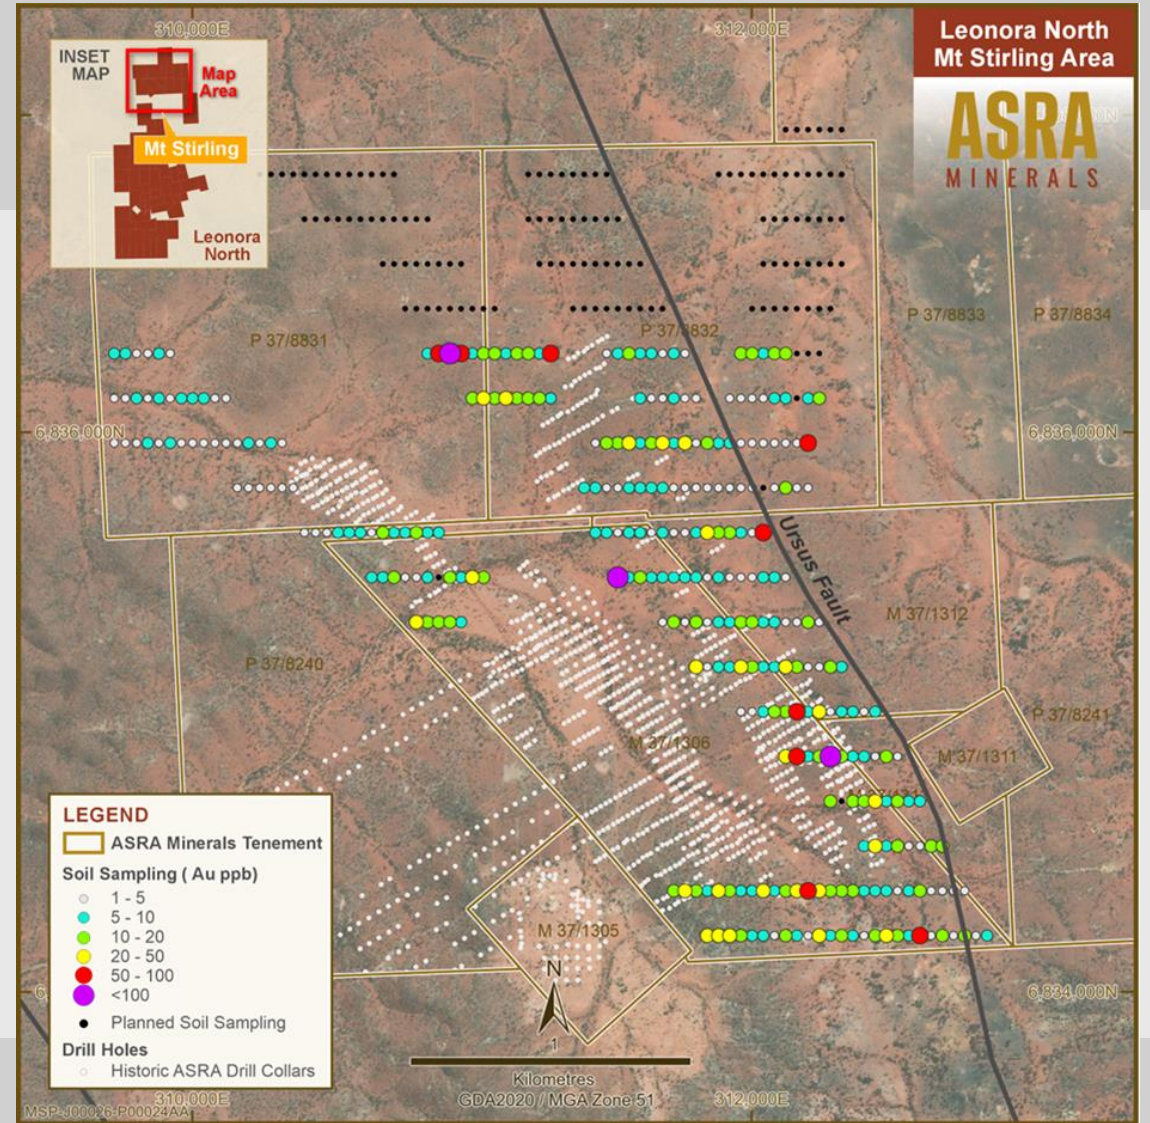 310,000E
312,000E
Leonora North
Mt Stirling Area
ASRA
MINERALS
INSET
MAP
Map
Area
Mt Stirling
Leonora
North
P 37/8831
P 37/8832
P 37/8833
P 37/8834
6,836,000N
6,836,000N
Ursus Fault
M 37/1312
P 37/8240
P 37/8241
M 37/1306
M 37/1311
M 37/1305
LEGEND
ASRA Minerals Tenement
Soil Sampling ( Au ppb)
1 - 5
5 - 10
10 - 20
20 - 50
50 - 100
<100
Planned Soil Sampling
Drill Holes
Historic ASRA Drill Collars
N
1
Kilometres
GDA2020 / MGA Zone 51
6,834,000N
310,000E
312,000E
MSP-J00026-P00024AA